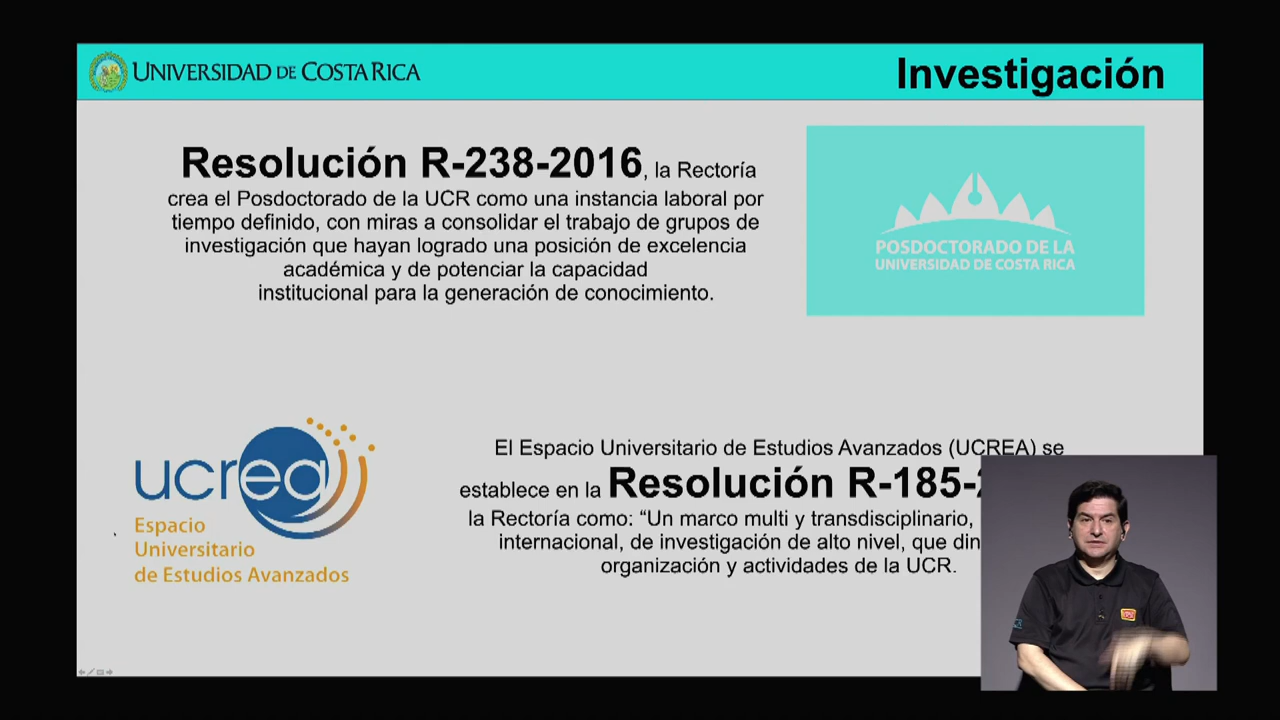 UNIVERSIDAD DE COSTA RICA
Investigación
Resolución R-238-2016, la Rectoría
crea el Posdoctorado de la UCR como una instancia laboral por
tiempo definido, con miras a consolidar el trabajo de grupos de
investigación que hayan logrado una posición de excelencia
académica y de potenciar la capacidad
institucional para la generación de conocimiento.
POSDOCTORADO DE LA
UNIVERSIDAD DE COSTA RICA
ucrea
Espacio
Universitario
de Estudios Avanzados
El Espacio Universitario de Estudios Avanzados (UCREA) se
establece en la Resolución R-185-
la Rectoría como: “Un marco multi y transdisciplinario,
internacional, de investigación de alto nivel, que
organización y actividades de la UCR.